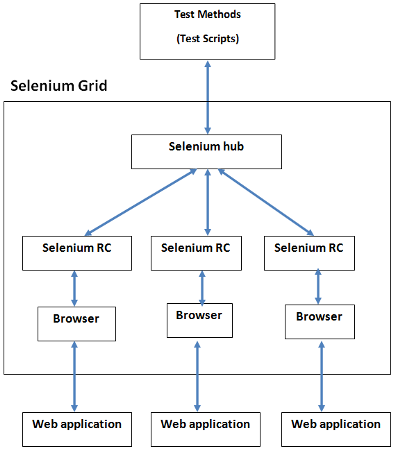 Test Methods
(Test Scripts)
Selenium Grid
Selenium hub
Selenium RC
Selenium RC
Selenium RC
Browser
Browser
Browser
Web application
Web application
Web application